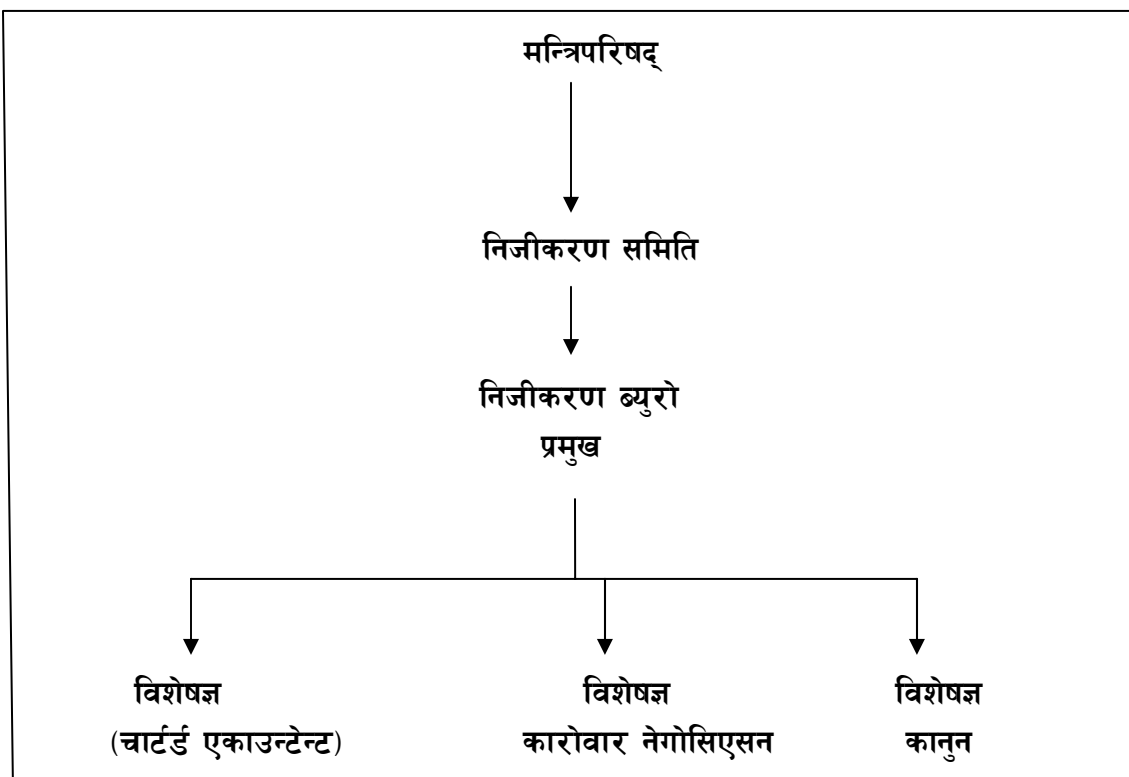 मन्त्रिपरिषद्
निजीकरण समिति
निजीकरण ब्युरो
प्रमुख
विशेषज्ञ
(चार्टर्ड एकाउन्टेन्ट)
विशेषज्ञ
कारोवार नेगोसिएसन
विशेषज्ञ
कानुन